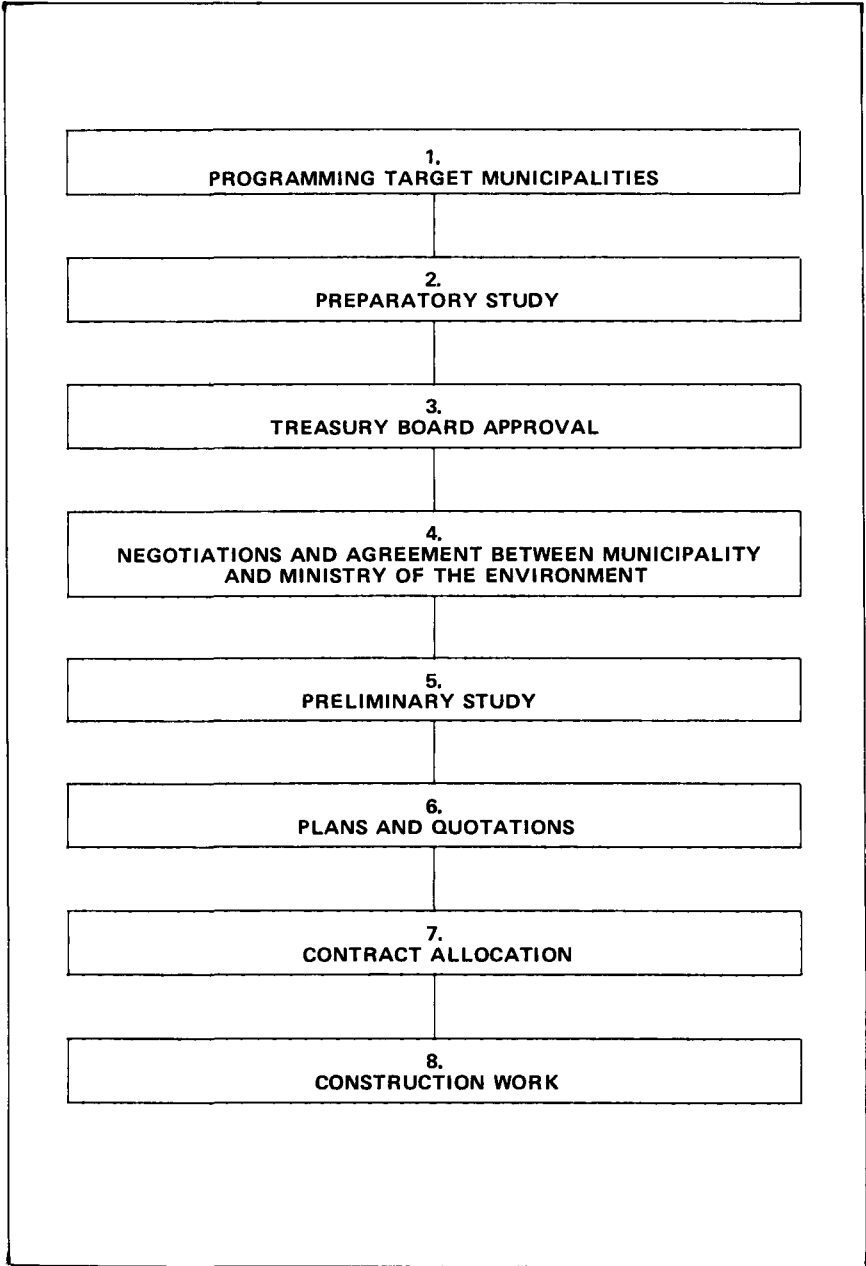 1.
PROGRAMMING TARGET MUNICIPALITIES
2.
PREPARATORY STUDY
3.
TREASURY BOARD APPROVAL
4.
NEGOTIATIONS AND AGREEMENT BETWEEN MUNICIPALITY
AND MINISTRY OF THE ENVIRONMENT
5.
PRELIMINARY STUDY
6.
PLANS AND QUOTATIONS
7.
CONTRACT ALLOCATION
8.
CONSTRUCTION WORK